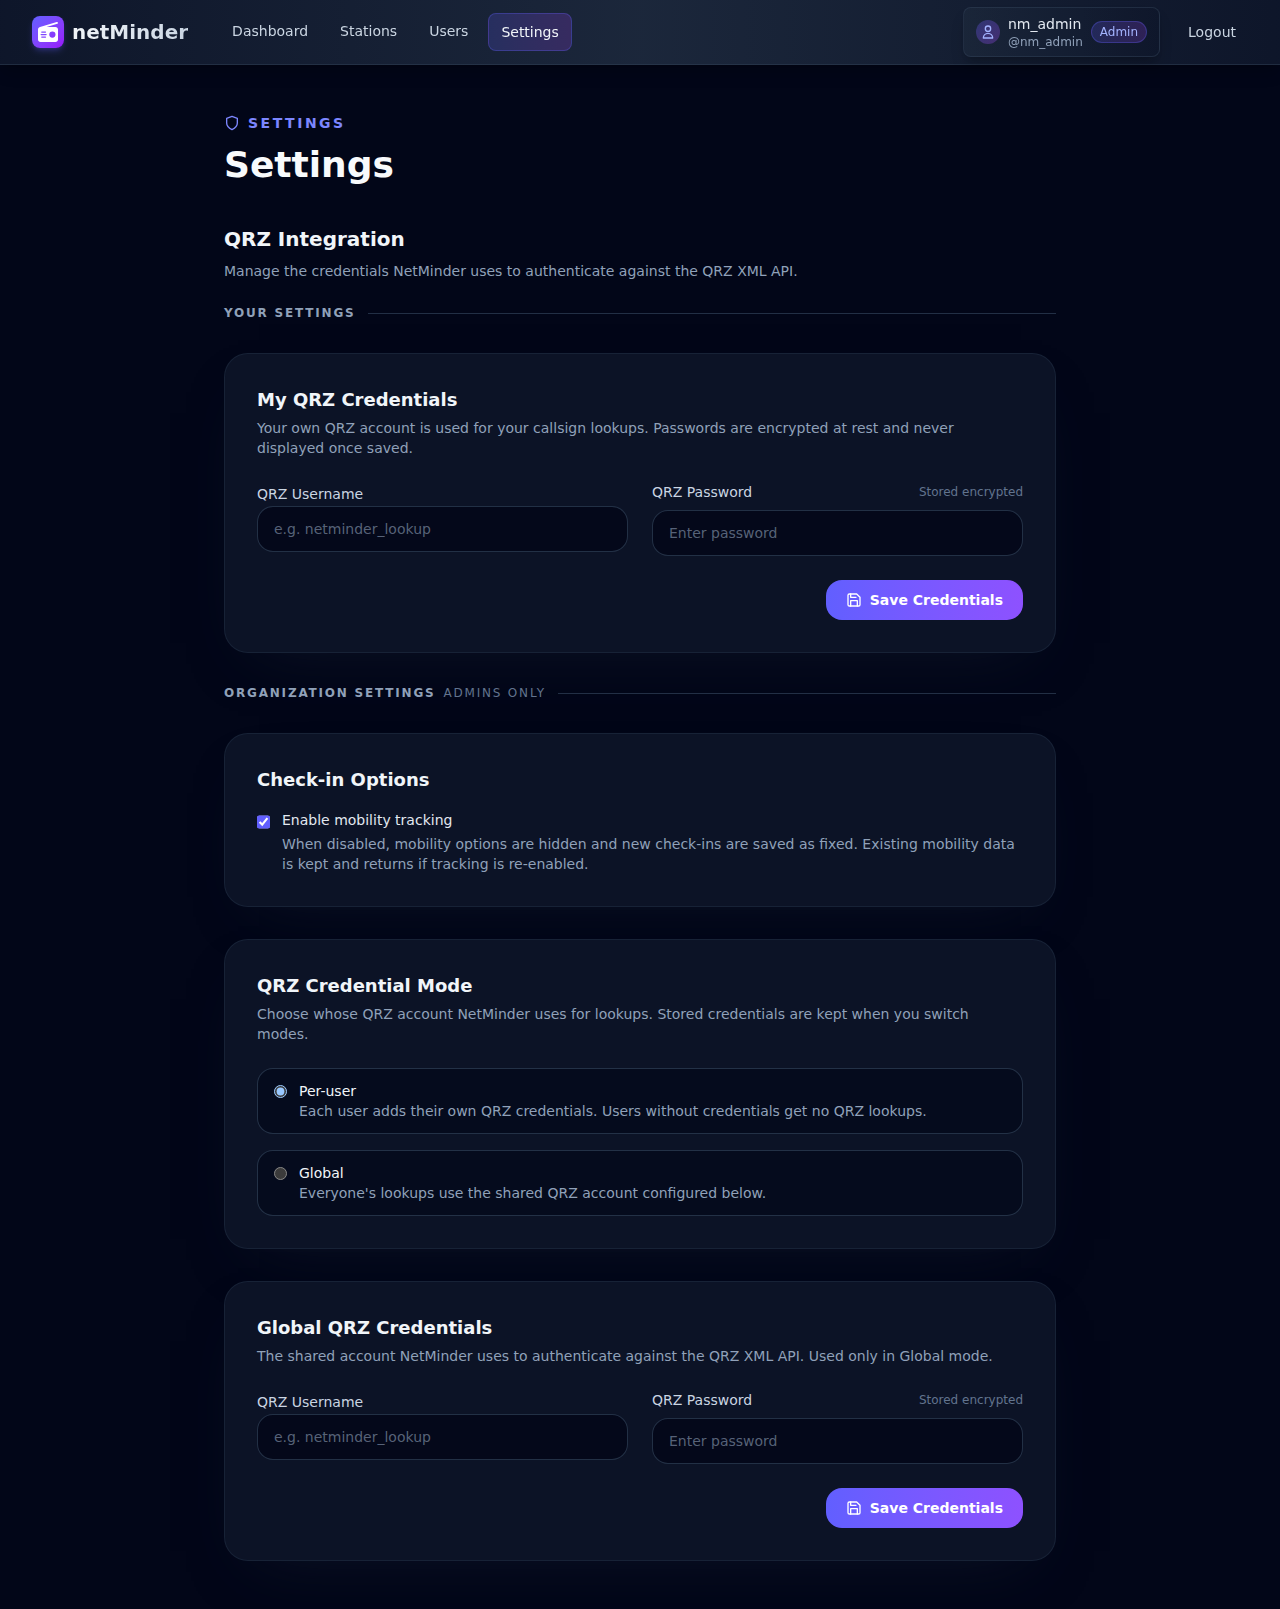 netMinder
Dashboard
Stations
Users
Settings
nm_admin
@nm_admin
Admin
Logout
SETTINGS
Settings
QRZ Integration
Manage the credentials NetMinder uses to authenticate against the QRZ XML API.
YOUR SETTINGS
My QRZ Credentials
Your own QRZ account is used for your callsign lookups. Passwords are encrypted at rest and never
displayed once saved.
QRZ Username
e.g. netminder_lookup
QRZ Password
Stored encrypted
Enter password
Save Credentials
ORGANIZATION SETTINGS ADMINS ONLY
Check-in Options
Enable mobility tracking
When disabled, mobility options are hidden and new check-ins are saved as fixed. Existing mobility data
is kept and returns if tracking is re-enabled.
QRZ Credential Mode
Choose whose QRZ account NetMinder uses for lookups. Stored credentials are kept when you switch
modes.
Per-user
Each user adds their own QRZ credentials. Users without credentials get no QRZ lookups.
Global
Everyone's lookups use the shared QRZ account configured below.
Global QRZ Credentials
The shared account NetMinder uses to authenticate against the QRZ XML API. Used only in Global mode.
QRZ Username
e.g. netminder_lookup
QRZ Password
Stored encrypted
Enter password
Save Credentials